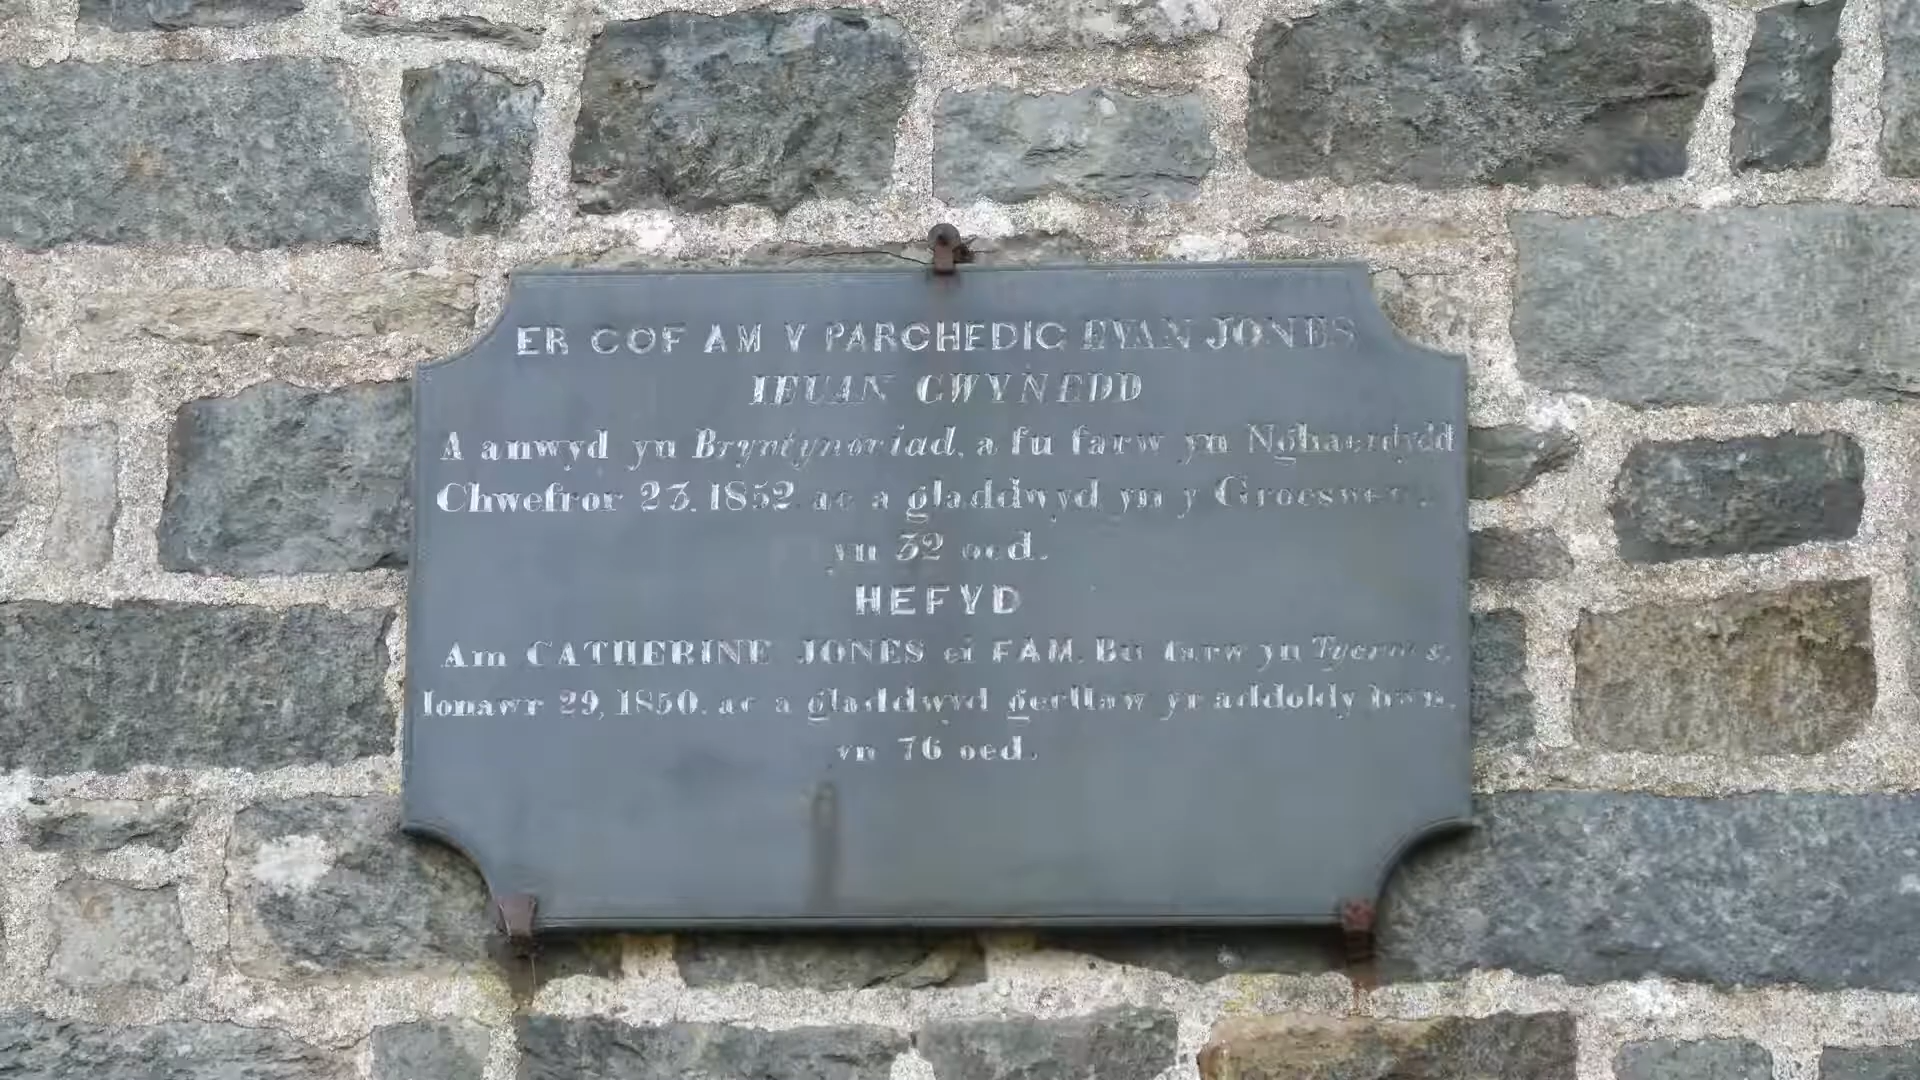 ER COF AM Y PARCHEDIC EVAN JONES
IEUAN GWYNEDD
A anwyd yn Bryntynoriad, a fu farw yn Nghaerdydd
Chwefror 23, 1852. ac a gladdwyd yn y Groeswen,
yn 32 oed.
HEFYD
Am CATHERINE JONES ei FAM. Bu farw yn
Ionawr 29, 1850. ac a gladdwyd gerllaw yr addoldy hwn,
yn 76 oed.